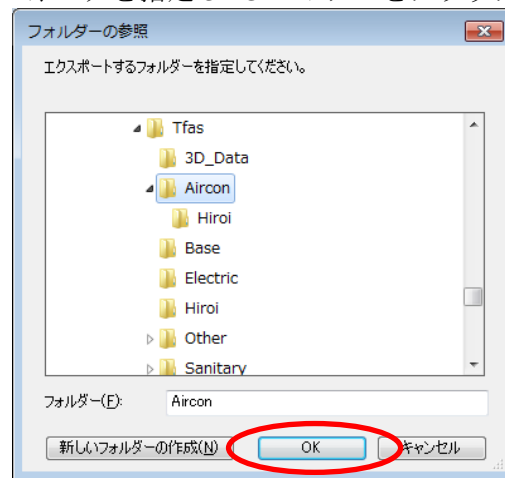 フォルダーの参照
エクスポートするフォルダーを指定してください。
Tfas
3D_Data
Aircon
Hiroi
Base
Electric
Hiroi
Other
Sanitary
フォルダー(F): Aircon
新しいフォルダーの作成(N) OK キャンセル